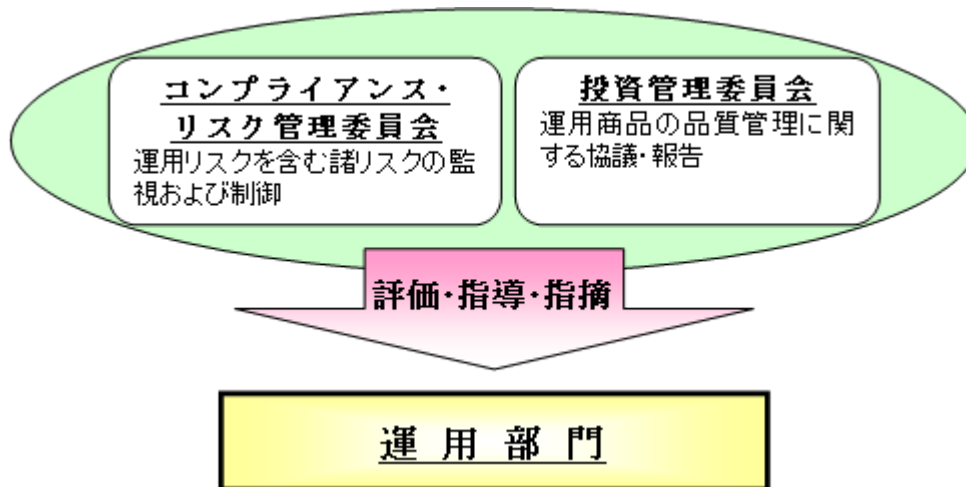 コンプライアンス・
リスク管理委員会
運用リスクを含む諸リスクの監
視および制御
投資管理委員会
運用商品の品質管理に関
する協議・報告
評価・指導・指摘
運用部門